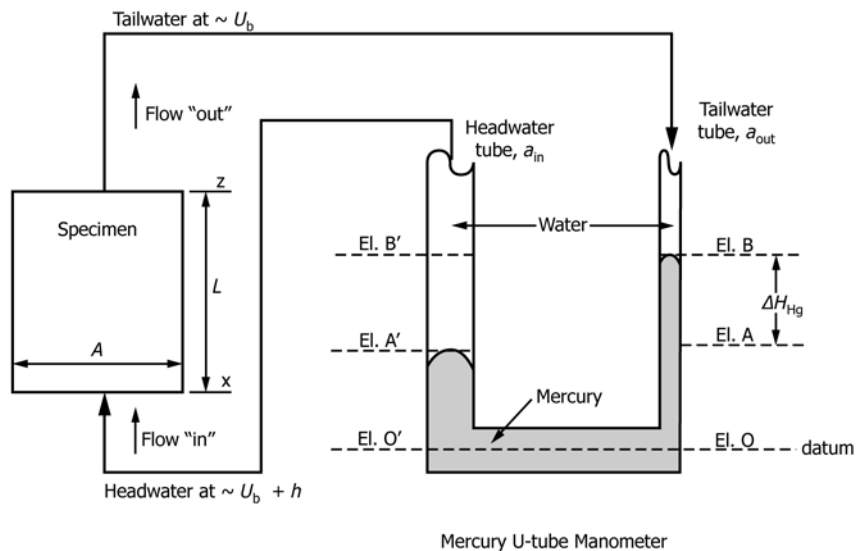 Tailwater at ~ U_b
Flow "out"
Headwater
tube, a_in
Tailwater
tube, a_out
z
Specimen
Water
El. B′
El. B
L
ΔH_Hg
El. A′
El. A
A
x
Mercury
Flow "in"
El. O′
El. O
datum
Headwater at ~ U_b + h
Mercury U-tube Manometer